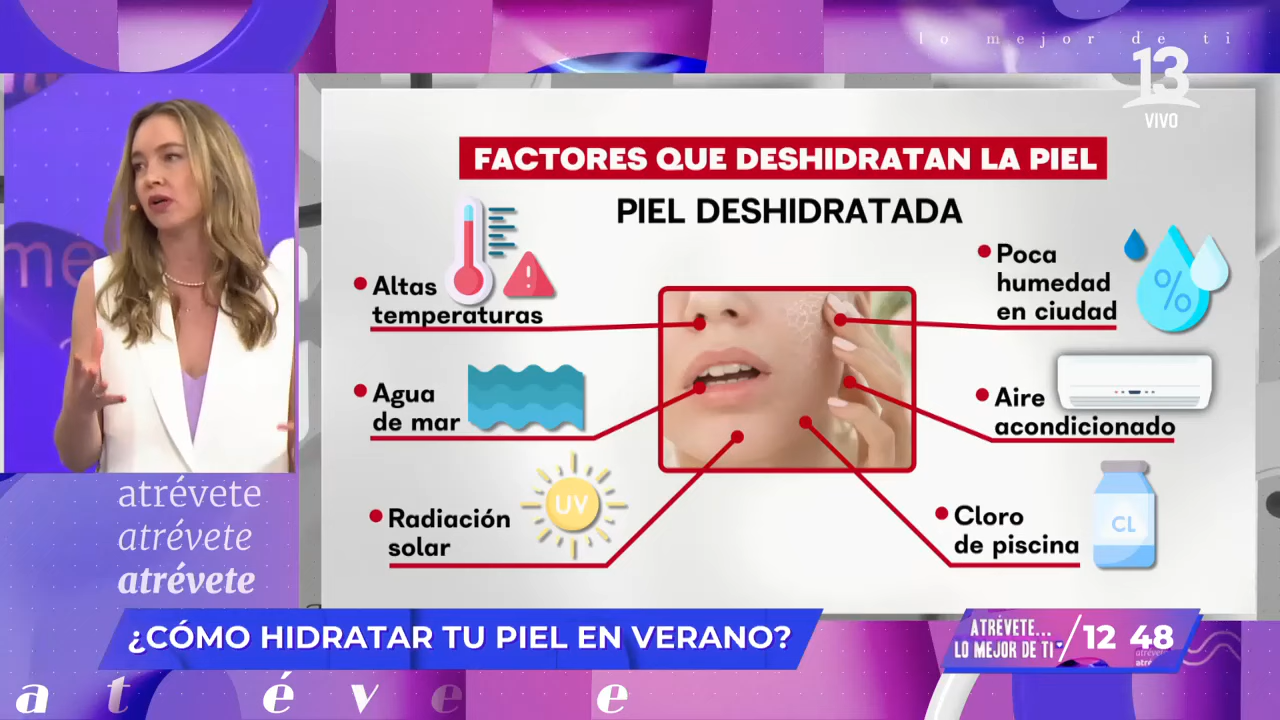 lo mejor de ti
13
VIVO
FACTORES QUE DESHIDRATAN LA PIEL
PIEL DESHIDRATADA
Altas
temperaturas
Agua
de mar
UV
Radiación
solar
Poca
humedad
en ciudad
%
Aire
acondicionado
Cloro
de piscina
CL
me
atrévete
atrévete
atrévete
¿CÓMO HIDRATAR TU PIEL EN VERANO?
ATRÉVETE...
LO MEJOR DE TI
12 48
a t é v e e